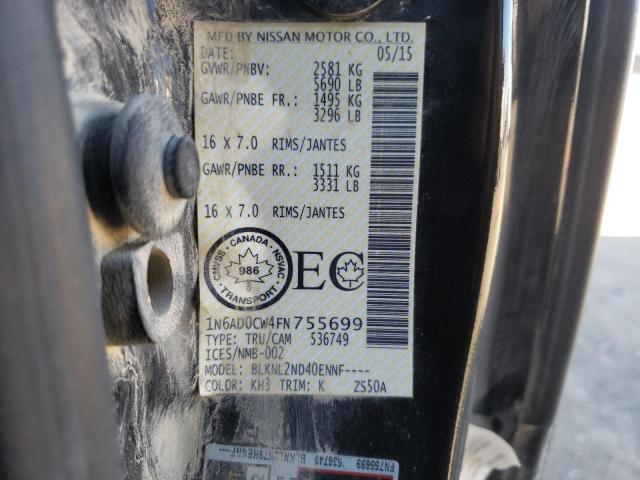 MFD BY NISSAN MOTOR CO., LTD.
DATE: 05/15
GVWR/PNBV: 2581 KG
5690 LB
GAWR/PNBE FR.: 1495 KG
3296 LB
16 X 7.0 RIMS/JANTES
GAWR/PNBE RR.: 1511 KG
3331 LB
16 X 7.0 RIMS/JANTES
CMVSS · CANADA · NSVAC
986
TRANSPORT
EC
1N6AD0CW4FN755699
TYPE: TRU/CAM 536749
ICES/NMB-002
MODEL: BLKNL2ND40ENNF----
COLOR: KH3 TRIM: K ZS50A
536749